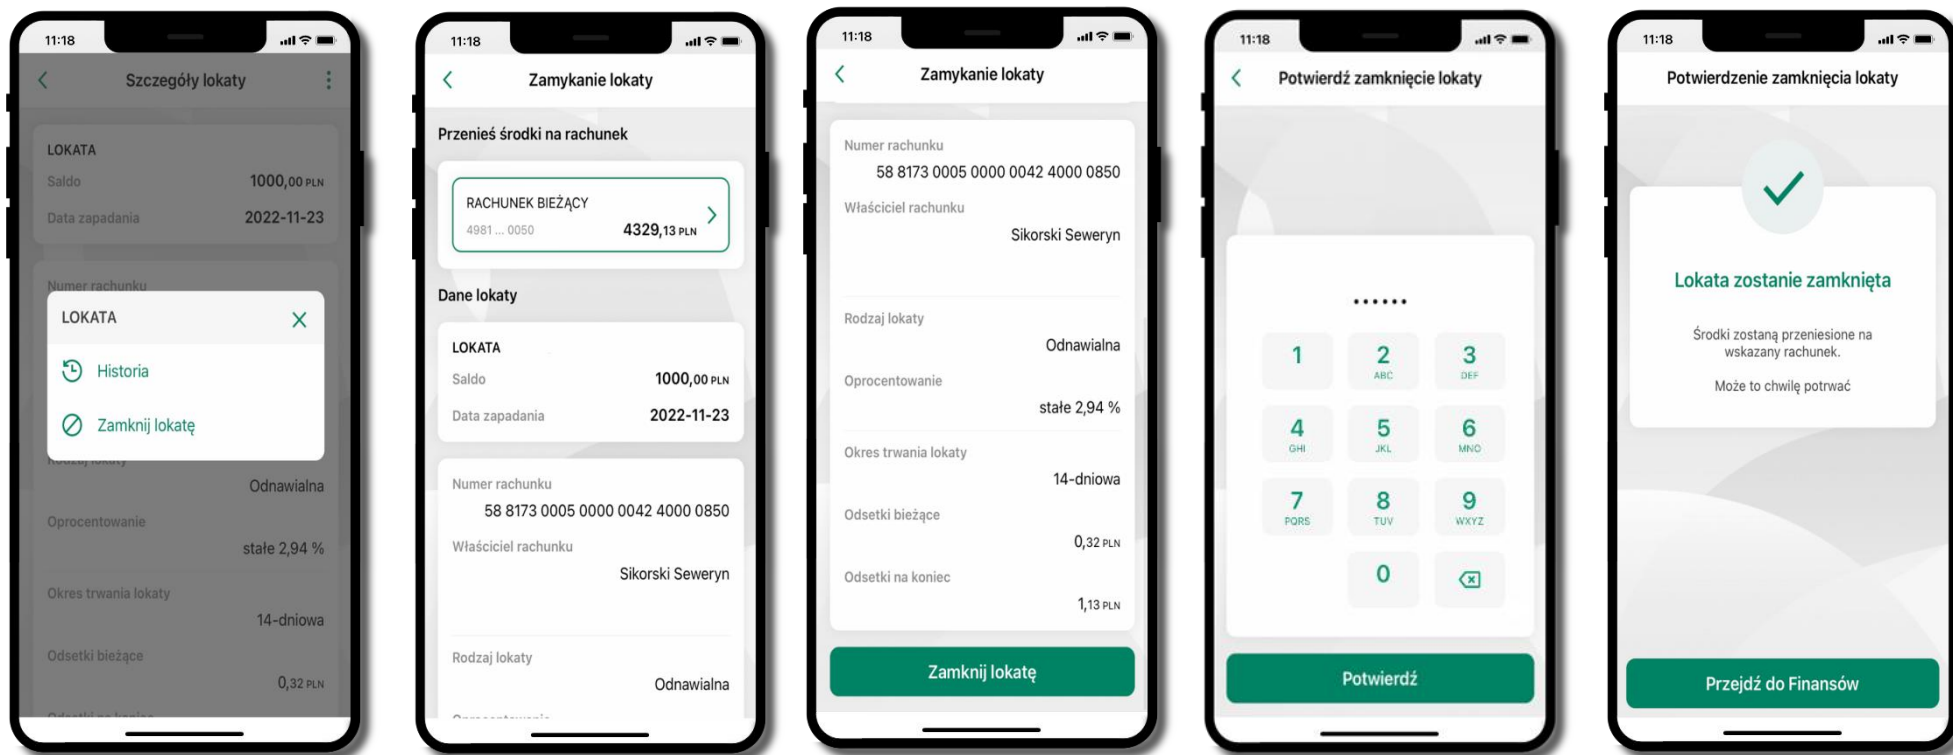 11:18
Szczegóły lokaty
LOKATA
Saldo 1000,00 PLN
Data zapadania 2022-11-23
Numer rachunku
LOKATA
Historia
Zamknij lokatę
Rodzaj lokaty
Odnawialna
Oprocentowanie
stałe 2,94 %
Okres trwania lokaty
14-dniowa
Odsetki bieżące
0,32 PLN
Odsetki na koniec
11:18
Zamykanie lokaty
Przenieś środki na rachunek
RACHUNEK BIEŻĄCY
4981 ... 0050 4329,13 PLN
Dane lokaty
LOKATA
Saldo 1000,00 PLN
Data zapadania 2022-11-23
Numer rachunku
58 8173 0005 0000 0042 4000 0850
Właściciel rachunku
Sikorski Seweryn
Rodzaj lokaty
Odnawialna
Oprocentowanie
11:18
Zamykanie lokaty
Numer rachunku
58 8173 0005 0000 0042 4000 0850
Właściciel rachunku
Sikorski Seweryn
Rodzaj lokaty
Odnawialna
Oprocentowanie
stałe 2,94 %
Okres trwania lokaty
14-dniowa
Odsetki bieżące
0,32 PLN
Odsetki na koniec
1,13 PLN
Zamknij lokatę
11:18
Potwierdź zamknięcie lokaty
••••••
1 2 3
ABC DEF
4 5 6
GHI JKL MNO
7 8 9
PQRS TUV WXYZ
0
Potwierdź
11:18
Potwierdzenie zamknięcia lokaty
Lokata zostanie zamknięta
Środki zostaną przeniesione na
wskazany rachunek.
Może to chwilę potrwać
Przejdź do Finansów